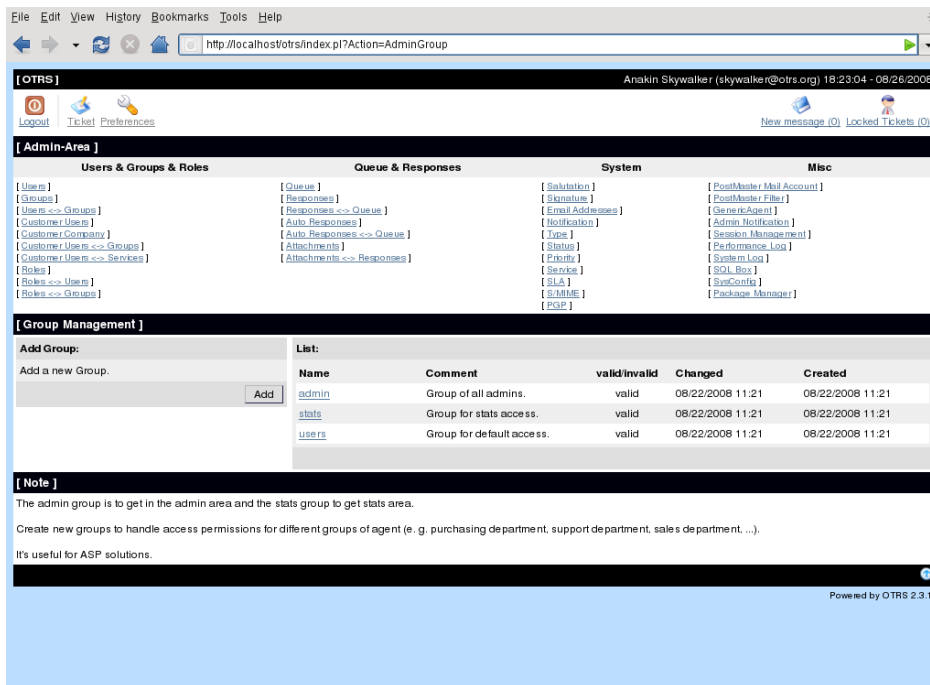 File Edit View History Bookmarks Tools Help
http://localhost/otrs/index.pl?Action=AdminGroup
[ OTRS ] Anakin Skywalker (skywalker@otrs.org) 18:23:04 - 08/26/2008
Logout Ticket Preferences New message (0) Locked Tickets (0)
[ Admin-Area ]
Users & Groups & Roles Queue & Responses System Misc
[ Users ] [ Queue ] [ Salutation ] [ PostMaster Mail Account ]
[ Groups ] [ Responses ] [ Signature ] [ PostMaster Filter ]
[ Users <-> Groups ] [ Responses <-> Queue ] [ Email Addresses ] [ GenericAgent ]
[ Customer Users ] [ Auto Responses ] [ Notification ] [ Admin Notification ]
[ Customer Company ] [ Auto Responses <-> Queue ] [ Type ] [ Session Management ]
[ Customer Users <-> Groups ] [ Attachments ] [ Status ] [ Performance Log ]
[ Customer Users <-> Services ] [ Attachments <-> Responses ] [ Priority ] [ System Log ]
[ Roles ] [ Service ] [ SQL Box ]
[ Roles <-> Users ] [ SLA ] [ SysConfig ]
[ Roles <-> Groups ] [ S/MIME ] [ Package Manager ]
[ PGP ]
[ Group Management ]
Add Group: List:
Add a new Group. Name Comment valid/invalid Changed Created
Add admin Group of all admins. valid 08/22/2008 11:21 08/22/2008 11:21
stats Group for stats access. valid 08/22/2008 11:21 08/22/2008 11:21
users Group for default access. valid 08/22/2008 11:21 08/22/2008 11:21
[ Note ]
The admin group is to get in the admin area and the stats group to get stats area.
Create new groups to handle access permissions for different groups of agent (e. g. purchasing department, support department, sales department, ...).
It's useful for ASP solutions.
Powered by OTRS 2.3.1